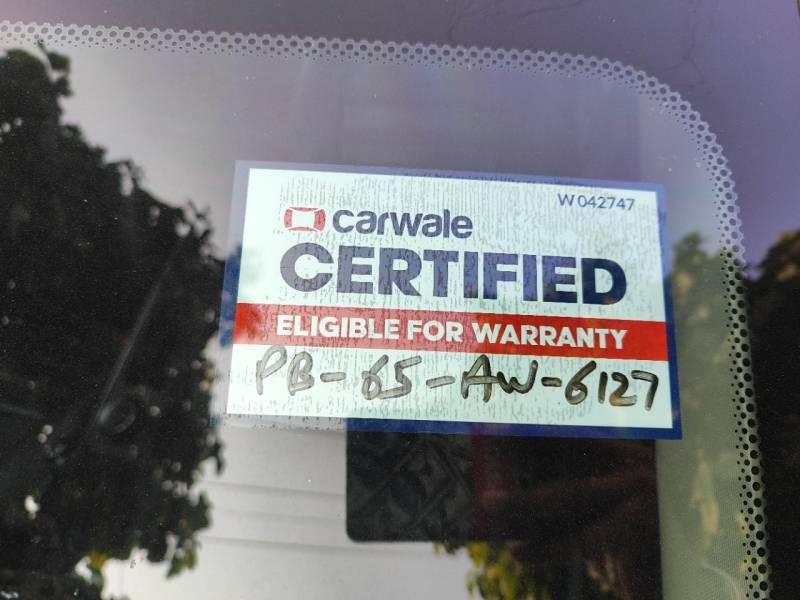 W042747
carwale
CERTIFIED
ELIGIBLE FOR WARRANTY
PB-65-AW-6127